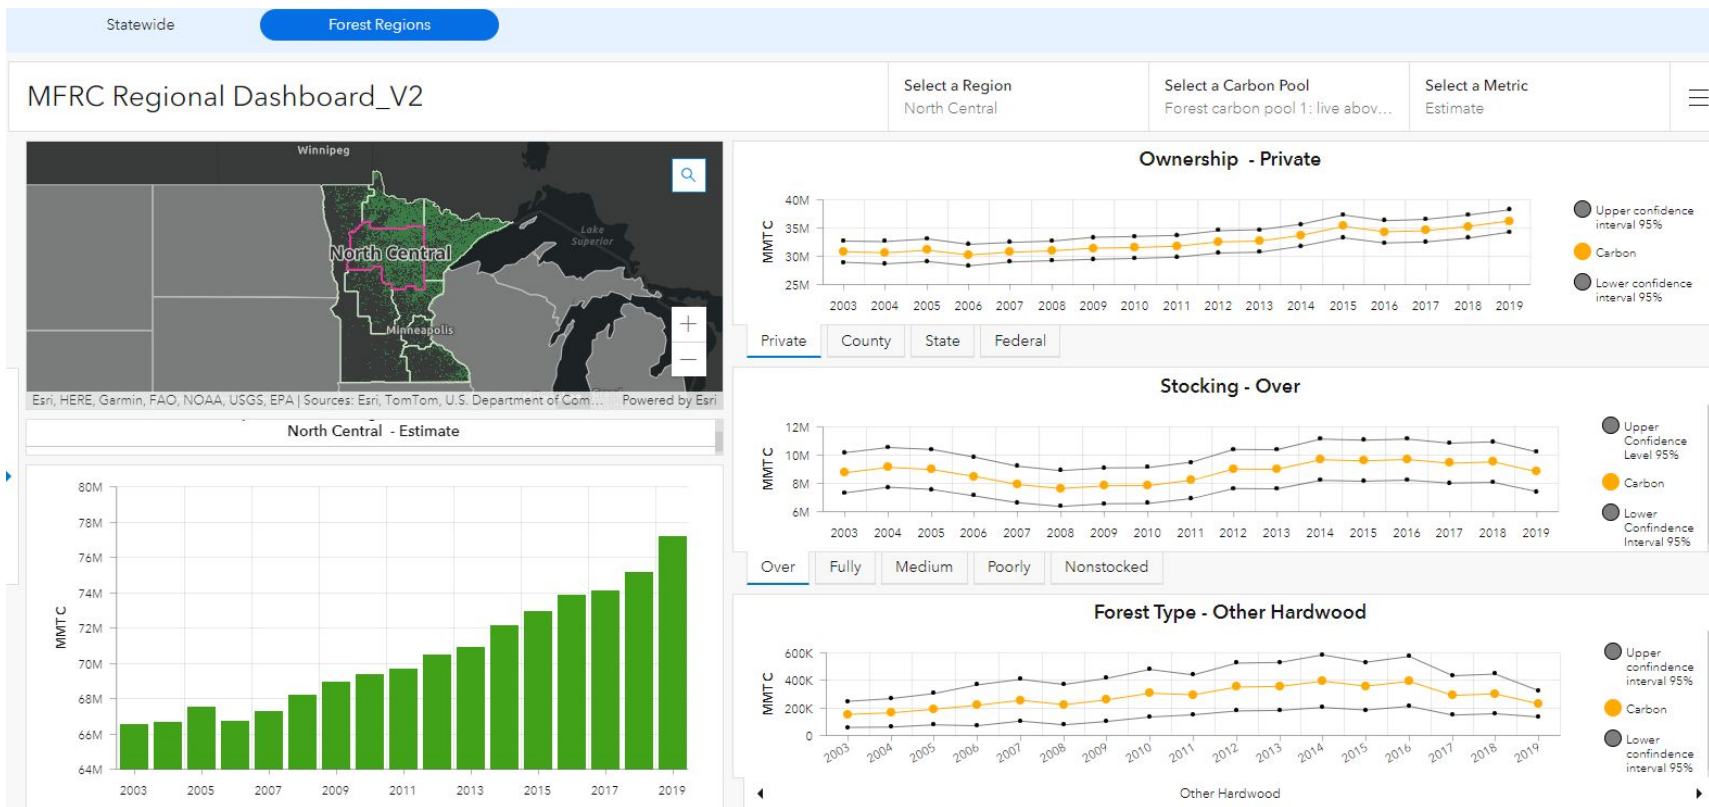 Statewide
Forest Regions
MFRC Regional Dashboard_V2
Select a Region
North Central
Select a Carbon Pool
Forest carbon pool 1: live abov...
Select a Metric
Estimate
Winnipeg
Lake
Superior
North Central
Minneapolis
+
−
Esri, HERE, Garmin, FAO, NOAA, USGS, EPA | Sources: Esri, TomTom, U.S. Department of Com...
Powered by Esri
North Central - Estimate
80M
78M
76M
74M
72M
70M
68M
66M
64M
MMT C
2003 2005 2007 2009 2011 2013 2015 2017 2019
Ownership - Private
40M
35M
30M
25M
MMT C
2003 2004 2005 2006 2007 2008 2009 2010 2011 2012 2013 2014 2015 2016 2017 2018 2019
Upper confidence
interval 95%
Carbon
Lower confidence
interval 95%
Private County State Federal
Stocking - Over
12M
10M
8M
6M
MMT C
2003 2004 2005 2006 2007 2008 2009 2010 2011 2012 2013 2014 2015 2016 2017 2018 2019
Upper
Confidence
Level 95%
Carbon
Lower
Confindence
Interval 95%
Over Fully Medium Poorly Nonstocked
Forest Type - Other Hardwood
600K
400K
200K
0
MMT C
2003 2004 2005 2006 2007 2008 2009 2010 2011 2012 2013 2014 2015 2016 2017 2018 2019
Upper
confindence
interval 95%
Carbon
Lower
confidence
interval 95%
Other Hardwood